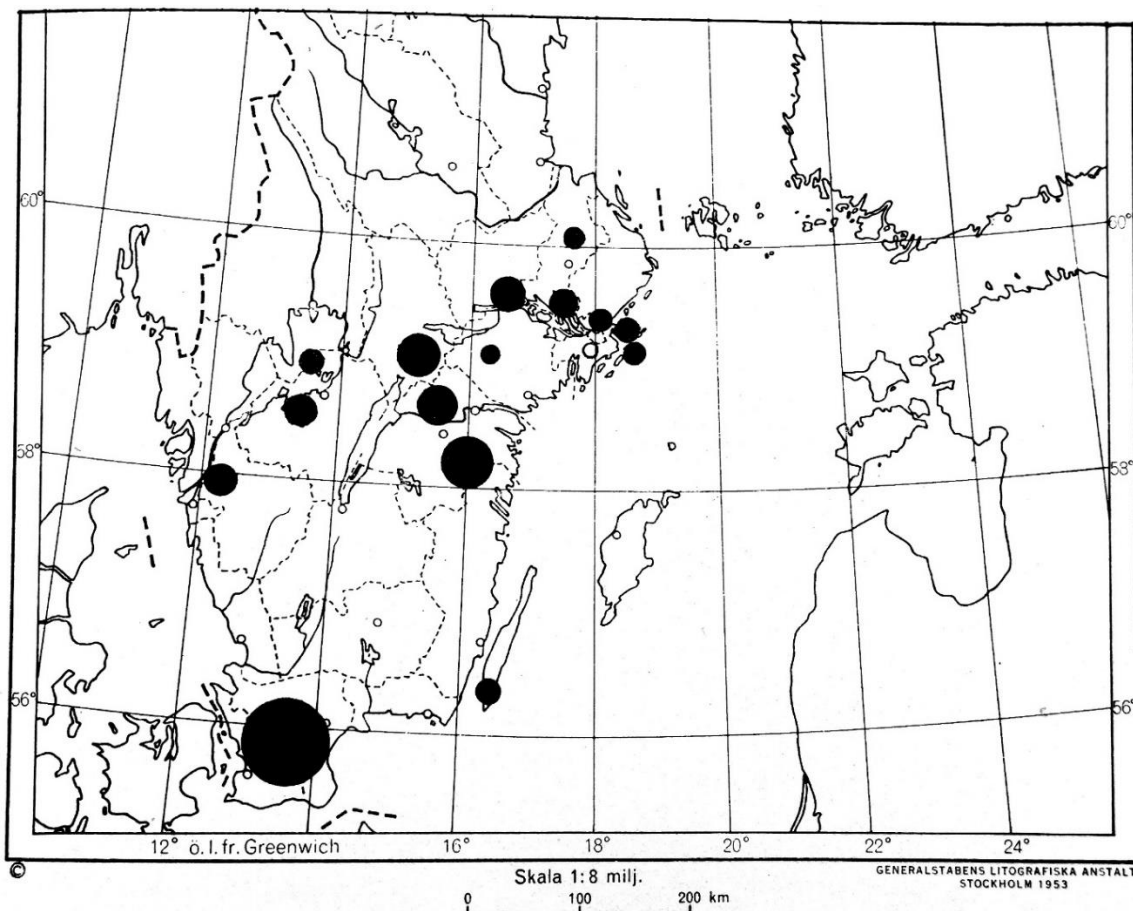 60°
60°
58°
58°
56°
56°
12° ö. l. fr. Greenwich 14° 16° 18° 20° 22° 24°
© Skala 1:8 milj. GENERALSTABENS LITOGRAFISKA ANSTALT
STOCKHOLM 1953
0 100 200 km